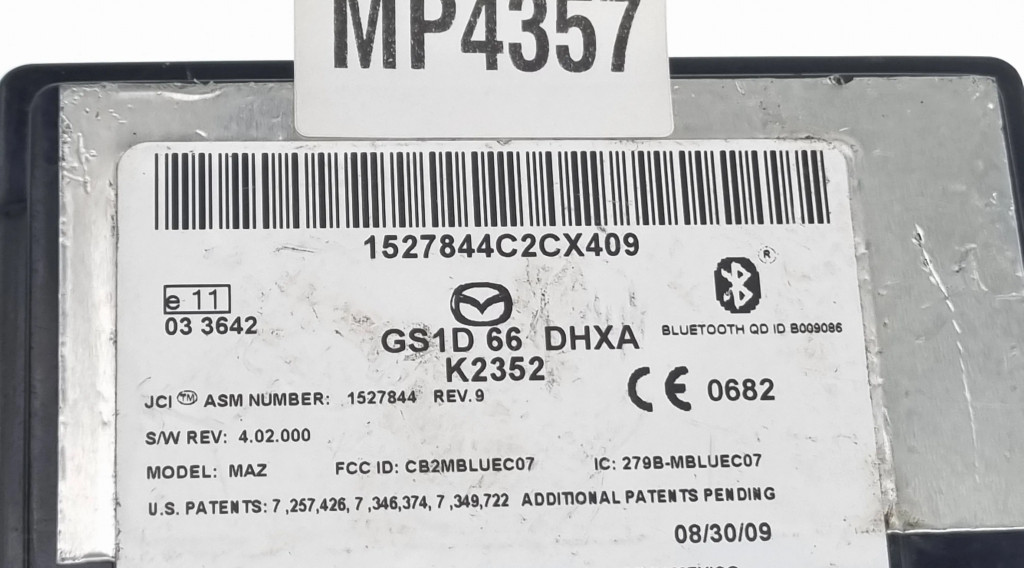 MP4357
1527844C2CX409
®
e 11
03 3642
BLUETOOTH QD ID B009086
GS1D 66 DHXA
K2352
CE 0682
JCI ™ ASM NUMBER: 1527844 REV.9
S/W REV: 4.02.000
MODEL: MAZ FCC ID: CB2MBLUEC07 IC: 279B-MBLUEC07
U.S. PATENTS: 7 ,257,426, 7 ,346,374, 7 ,349,722 ADDITIONAL PATENTS PENDING
08/30/09